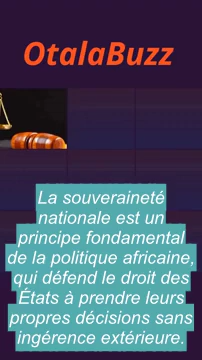 OtalaBuzz
La souveraineté
nationale est un
principe fondamental
de la politique africaine,
qui défend le droit des
États à prendre leurs
propres décisions sans
ingérence extérieure.